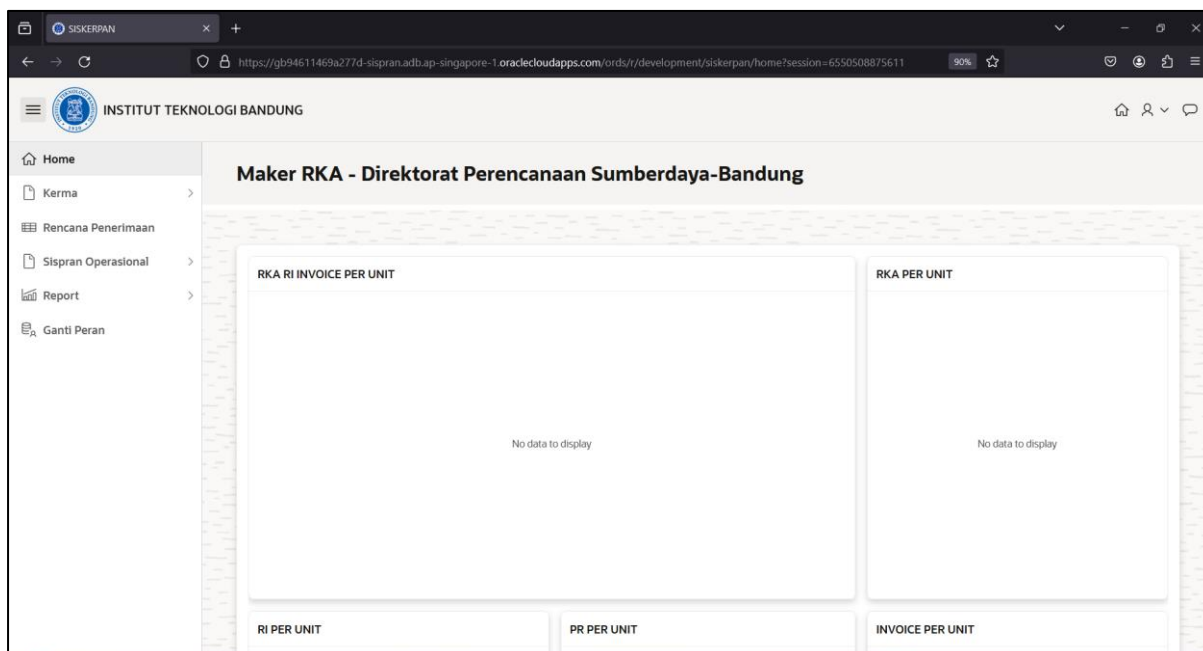 SISKERPAN
https://gb94611469a277d-sispran.adb.ap-singapore-1.oraclecloudapps.com/ords/r/development/siskerpan/home?session=6550508875611
90%
INSTITUT TEKNOLOGI BANDUNG
Home
Kerma
Rencana Penerimaan
Sispran Operasional
Report
Ganti Peran
Maker RKA - Direktorat Perencanaan Sumberdaya-Bandung
RKA RI INVOICE PER UNIT
No data to display
RKA PER UNIT
No data to display
RI PER UNIT
PR PER UNIT
INVOICE PER UNIT